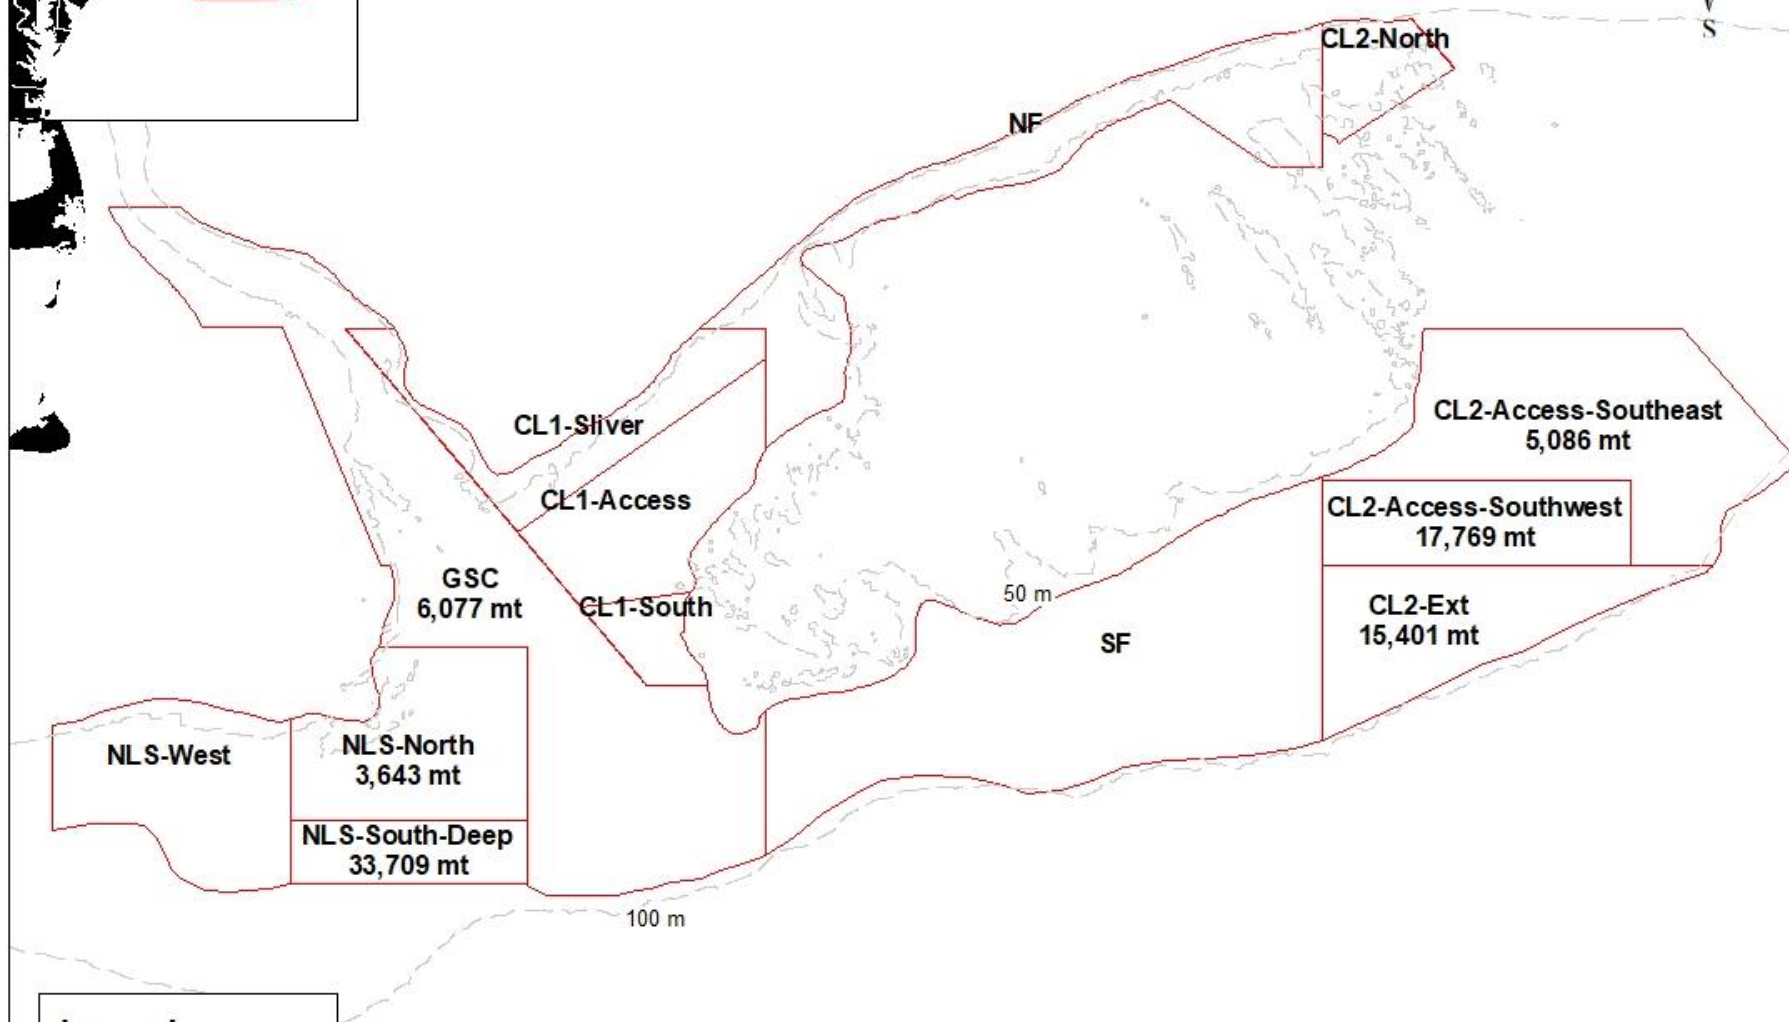 S
CL2-North
NF
CL2-Access-Southeast
5,086 mt
CL1-Sliver
CL1-Access
CL2-Access-Southwest
17,769 mt
GSC
6,077 mt
50 m
CL1-South
CL2-Ext
15,401 mt
SF
NLS-West
NLS-North
3,643 mt
NLS-South-Deep
33,709 mt
100 m